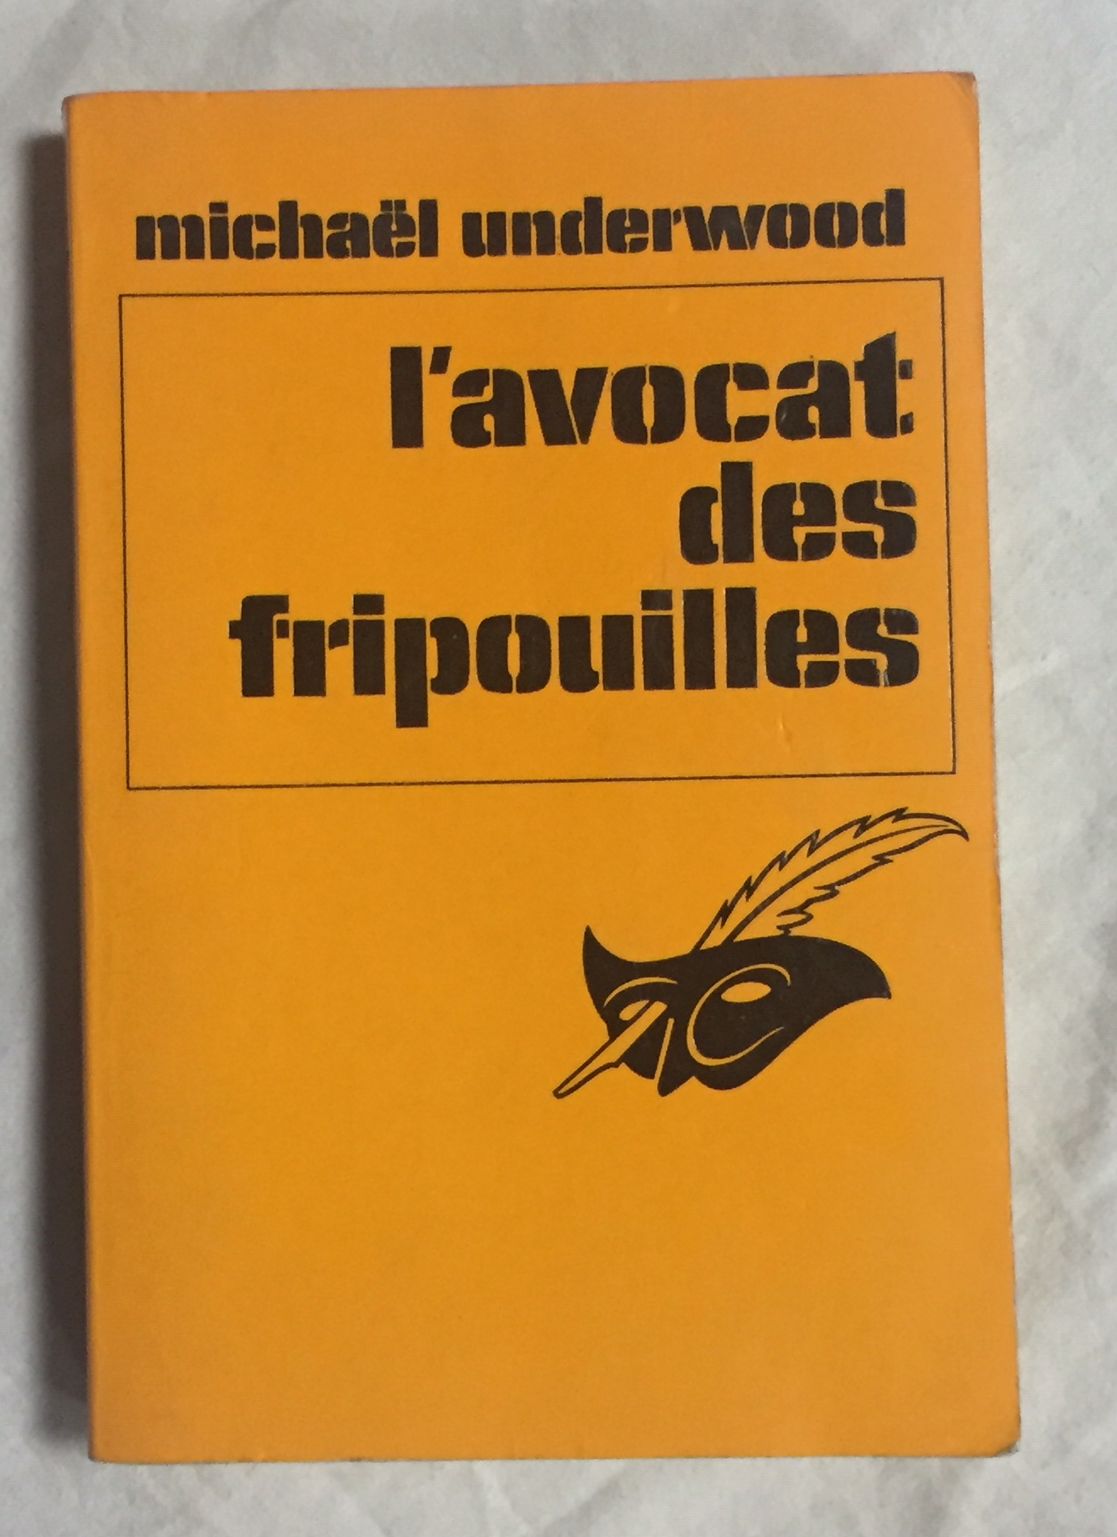 michaël underwood
l'avocat
des
fripouilles